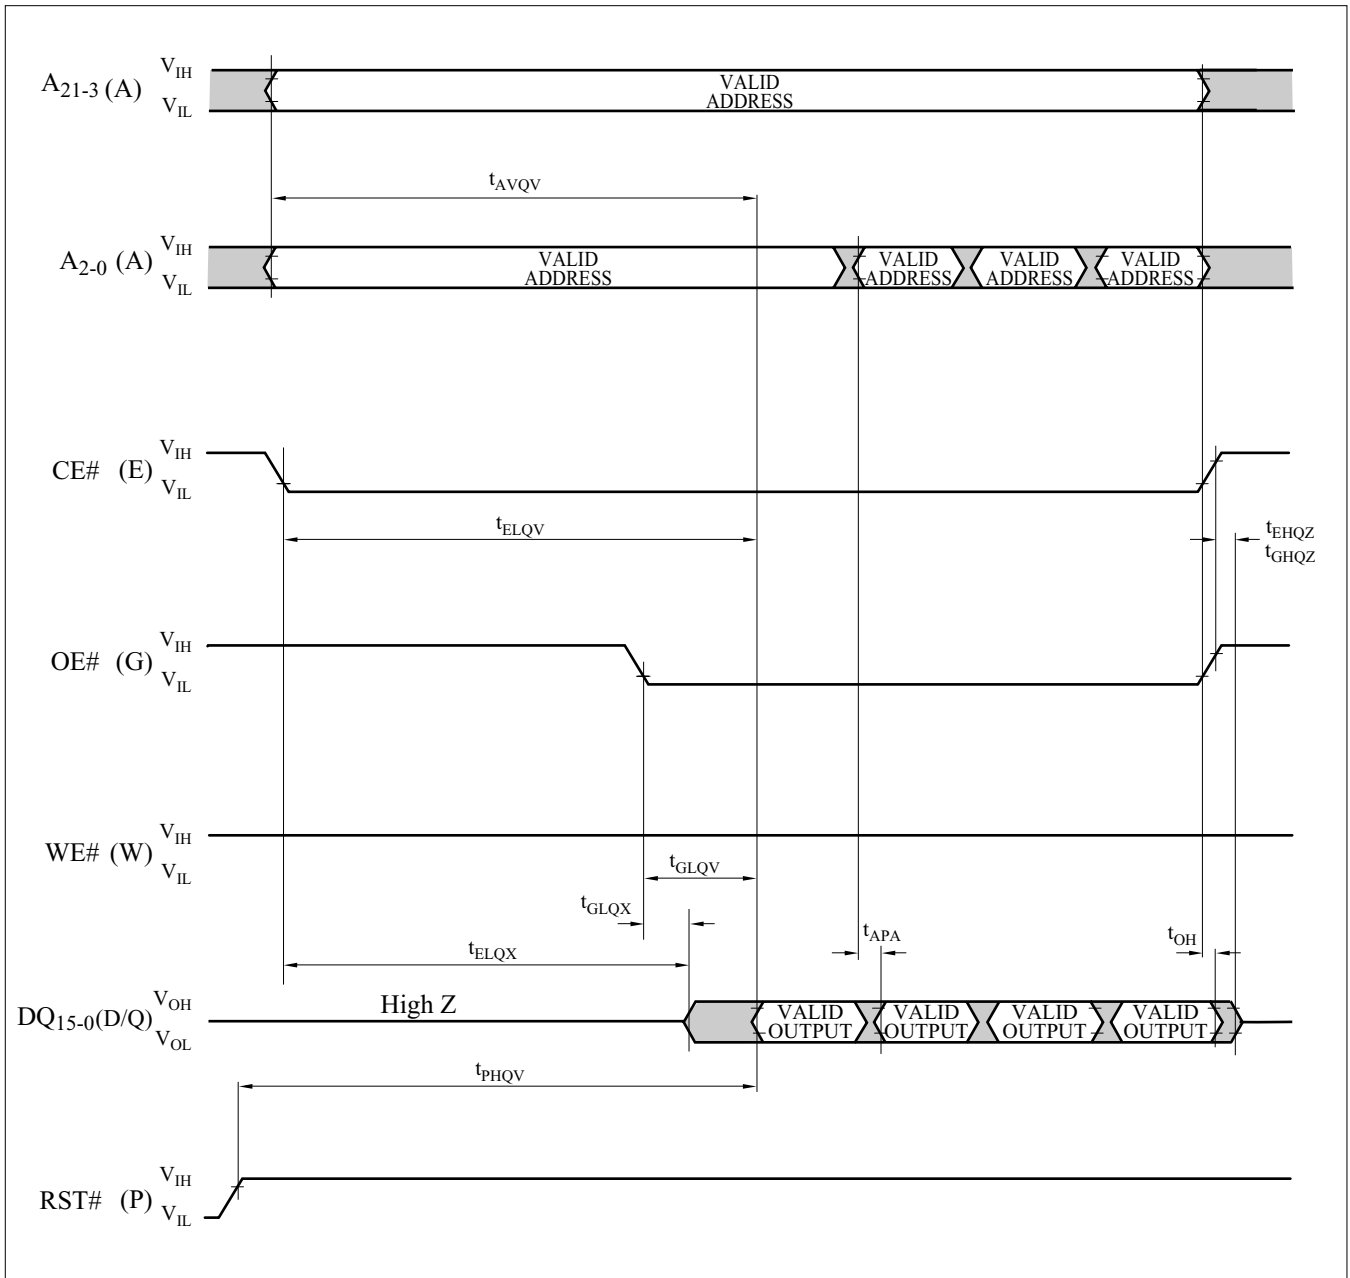 A21-3 (A) VIH VIL VALID ADDRESS
tAVQV
A2-0 (A) VIH VIL VALID ADDRESS VALID ADDRESS VALID ADDRESS VALID ADDRESS
CE# (E) VIH VIL
tELQV
tEHQZ
tGHQZ
OE# (G) VIH VIL
WE# (W) VIH VIL
tGLQV
tGLQX
tELQX
tAPA
tOH
DQ15-0(D/Q) VOH VOL High Z VALID OUTPUT VALID OUTPUT VALID OUTPUT VALID OUTPUT
tPHQV
RST# (P) VIH VIL